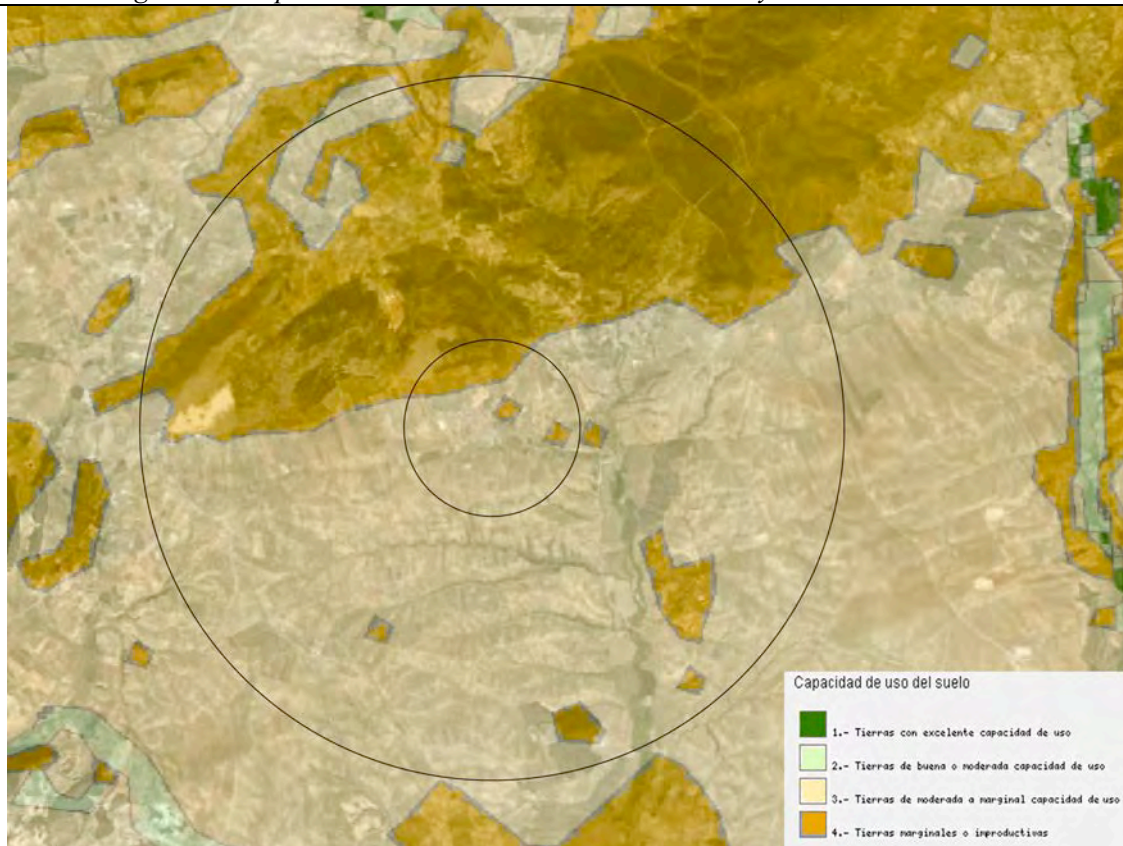 Capacidad de uso del suelo
1.- Tierras con excelente capacidad de uso
2.- Tierras de buena o moderada capacidad de uso
3.- Tierras de moderada a marginal capacidad de uso
4.- Tierras marginales o improductivas